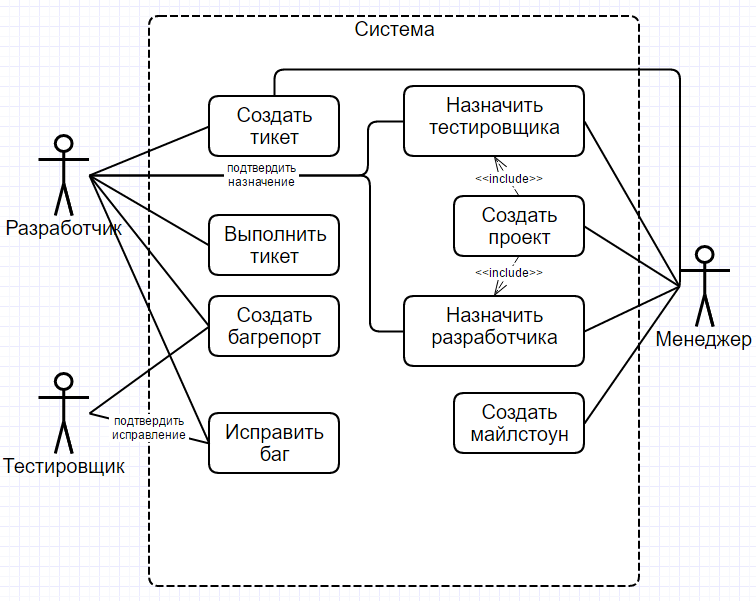 Система
Создать
тикет
Назначить
тестировщика
подтвердить
назначение
<<include>>
Разработчик
Создать
проект
Выполнить
тикет
<<include>>
Создать
багрепорт
Назначить
разработчика
Менеджер
Создать
майлстоун
подтвердить
исправление
Исправить
баг
Тестировщик